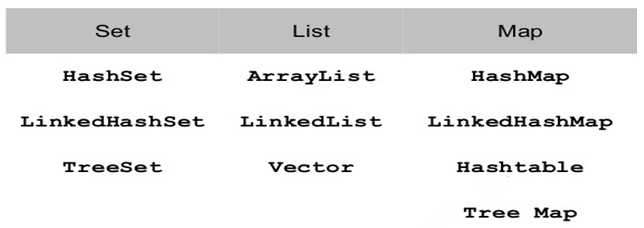 Set List Map
HashSet ArrayList HashMap
LinkedHashSet LinkedList LinkedHashMap
TreeSet Vector Hashtable
Tree Map